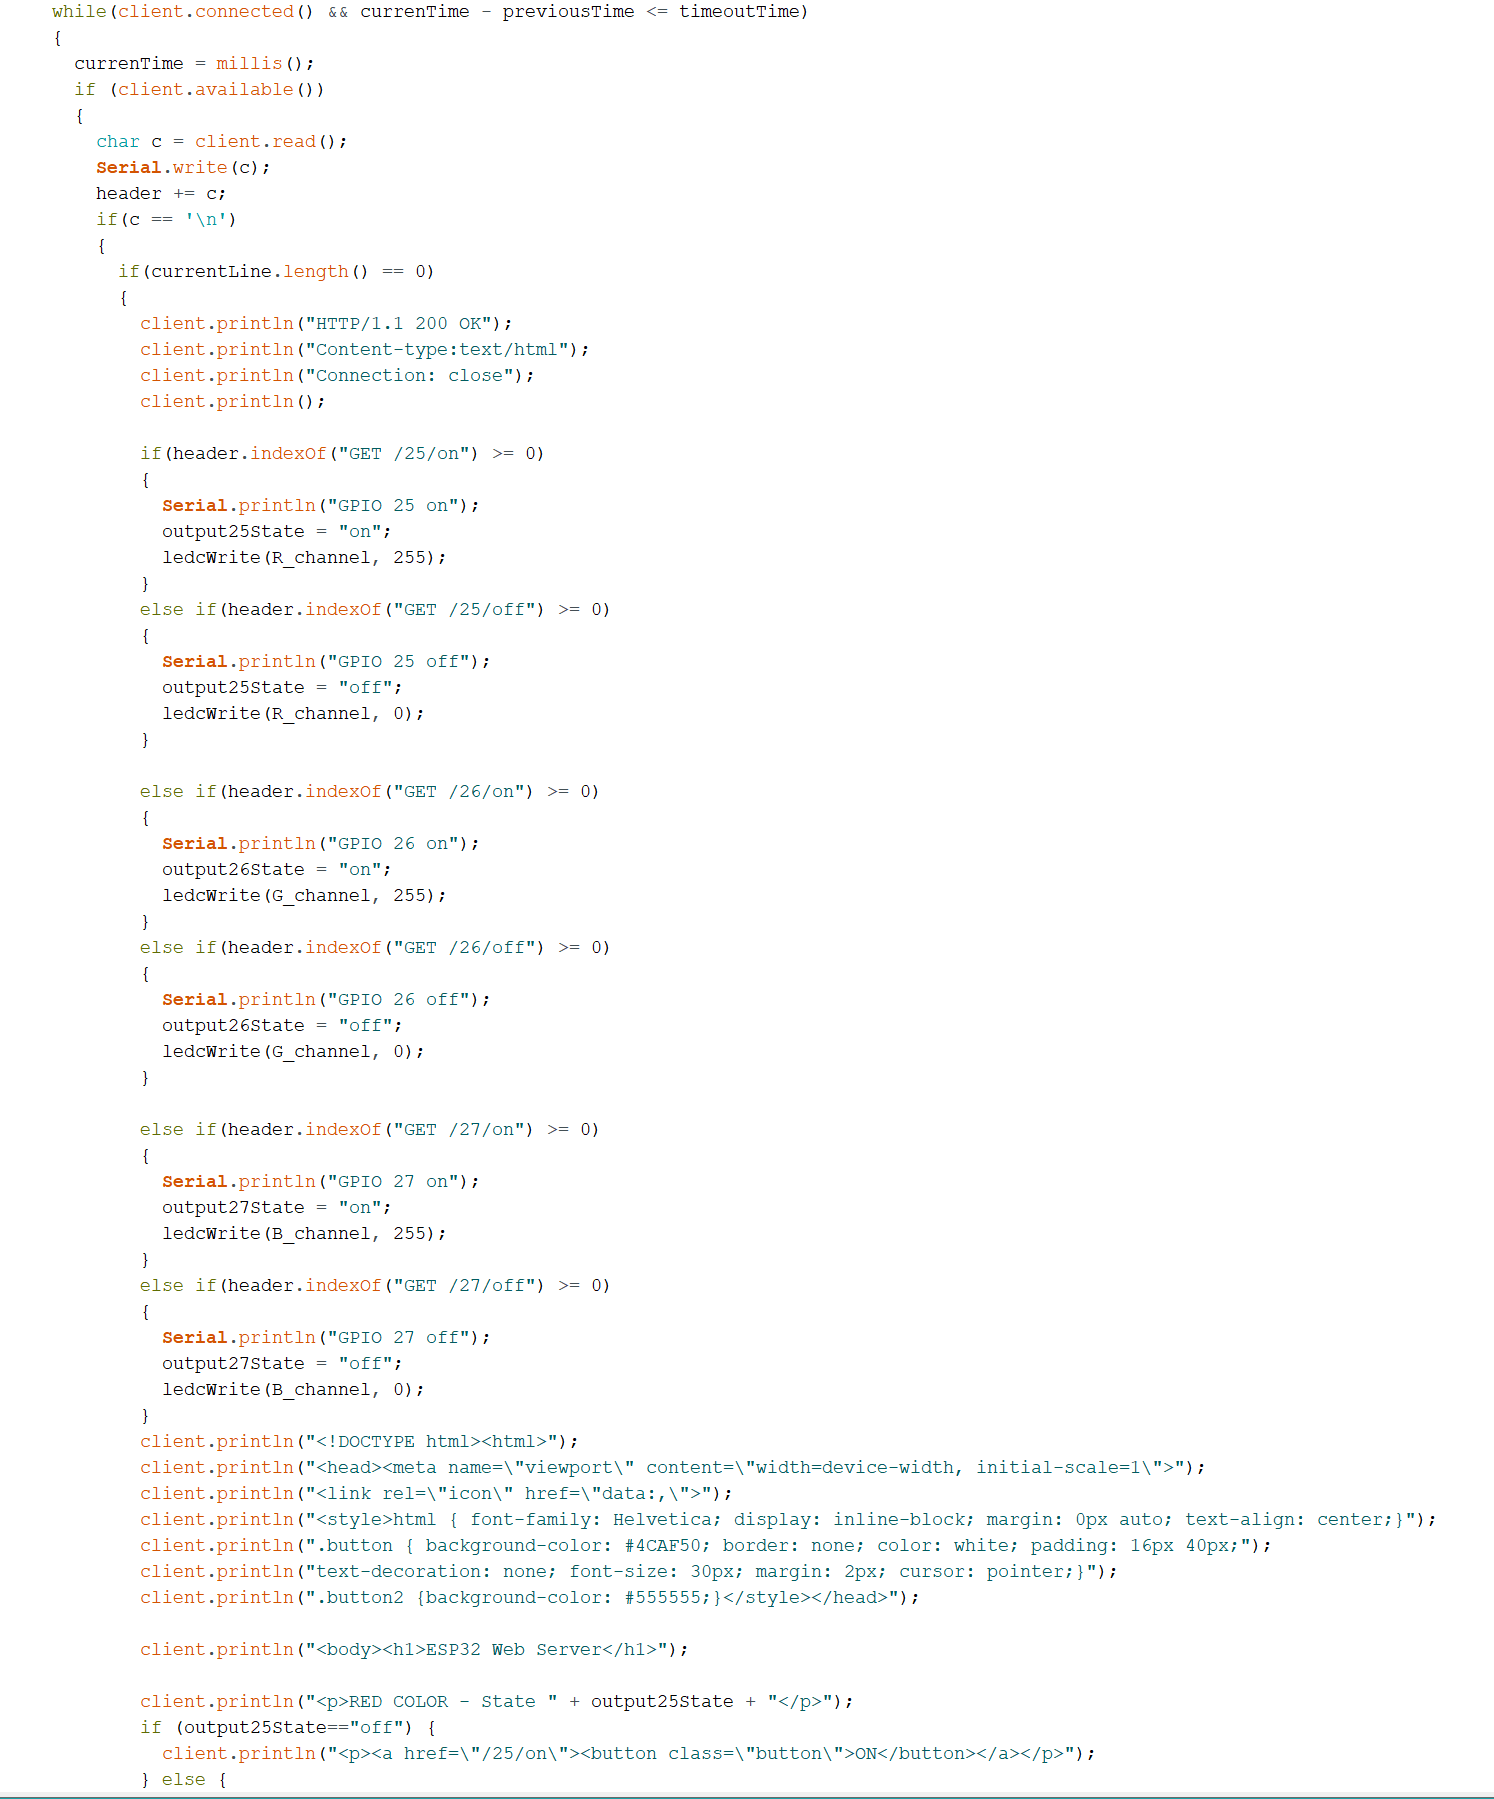 while(client.connected() && currenTime - previousTime <= timeoutTime)
{
currenTime = millis();
if (client.available())
{
char c = client.read();
Serial.write(c);
header += c;
if(c == '\n')
{
if(currentLine.length() == 0)
{
client.println("HTTP/1.1 200 OK");
client.println("Content-type:text/html");
client.println("Connection: close");
client.println();
if(header.indexOf("GET /25/on") >= 0)
{
Serial.println("GPIO 25 on");
output25State = "on";
ledcWrite(R_channel, 255);
}
else if(header.indexOf("GET /25/off") >= 0)
{
Serial.println("GPIO 25 off");
output25State = "off";
ledcWrite(R_channel, 0);
}
else if(header.indexOf("GET /26/on") >= 0)
{
Serial.println("GPIO 26 on");
output26State = "on";
ledcWrite(G_channel, 255);
}
else if(header.indexOf("GET /26/off") >= 0)
{
Serial.println("GPIO 26 off");
output26State = "off";
ledcWrite(G_channel, 0);
}
else if(header.indexOf("GET /27/on") >= 0)
{
Serial.println("GPIO 27 on");
output27State = "on";
ledcWrite(B_channel, 255);
}
else if(header.indexOf("GET /27/off") >= 0)
{
Serial.println("GPIO 27 off");
output27State = "off";
ledcWrite(B_channel, 0);
}
client.println("<!DOCTYPE html><html>");
client.println("<head><meta name=\"viewport\" content=\"width=device-width, initial-scale=1\">");
client.println("<link rel=\"icon\" href=\"data:,\">");
client.println("<style>html { font-family: Helvetica; display: inline-block; margin: 0px auto; text-align: center;}");
client.println(".button { background-color: #4CAF50; border: none; color: white; padding: 16px 40px;");
client.println("text-decoration: none; font-size: 30px; margin: 2px; cursor: pointer;}");
client.println(".button2 {background-color: #555555;}</style></head>");
client.println("<body><h1>ESP32 Web Server</h1>");
client.println("<p>RED COLOR - State " + output25State + "</p>");
if (output25State=="off") {
client.println("<p><a href=\"/25/on\"><button class=\"button\">ON</button></a></p>");
} else {